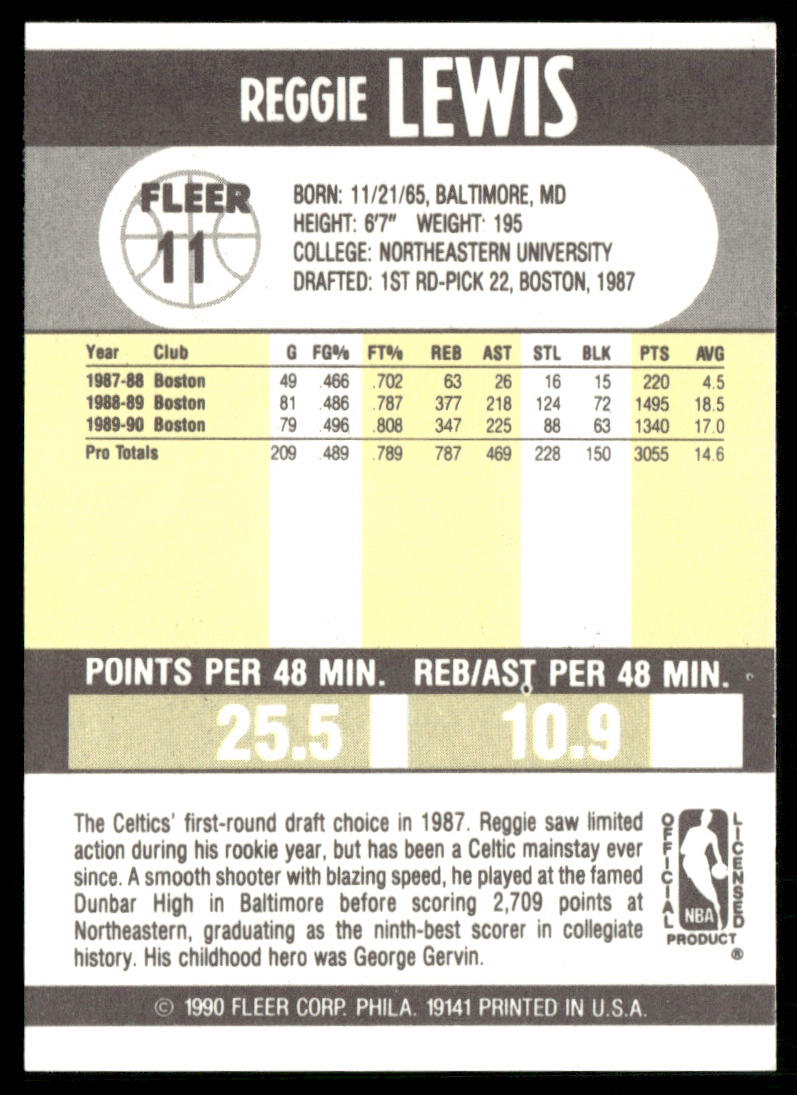 REGGIE LEWIS
FLEER
11
BORN: 11/21/65, BALTIMORE, MD
HEIGHT: 6'7" WEIGHT: 195
COLLEGE: NORTHEASTERN UNIVERSITY
DRAFTED: 1ST RD-PICK 22, BOSTON, 1987
Year Club G FG% FT% REB AST STL BLK PTS AVG
1987-88 Boston 49 .466 .702 63 26 16 15 220 4.5
1988-89 Boston 81 .486 .787 377 218 124 72 1495 18.5
1989-90 Boston 79 .496 .808 347 225 88 63 1340 17.0
Pro Totals 209 .489 .789 787 469 228 150 3055 14.6
POINTS PER 48 MIN. REB/AST PER 48 MIN.
25.5 10.9
The Celtics' first-round draft choice in 1987. Reggie saw limited
action during his rookie year, but has been a Celtic mainstay ever
since. A smooth shooter with blazing speed, he played at the famed
Dunbar High in Baltimore before scoring 2,709 points at
Northeastern, graduating as the ninth-best scorer in collegiate
history. His childhood hero was George Gervin.
OFFICIAL
LICENSED
NBA
PRODUCT
®
© 1990 FLEER CORP. PHILA. 19141 PRINTED IN U.S.A.